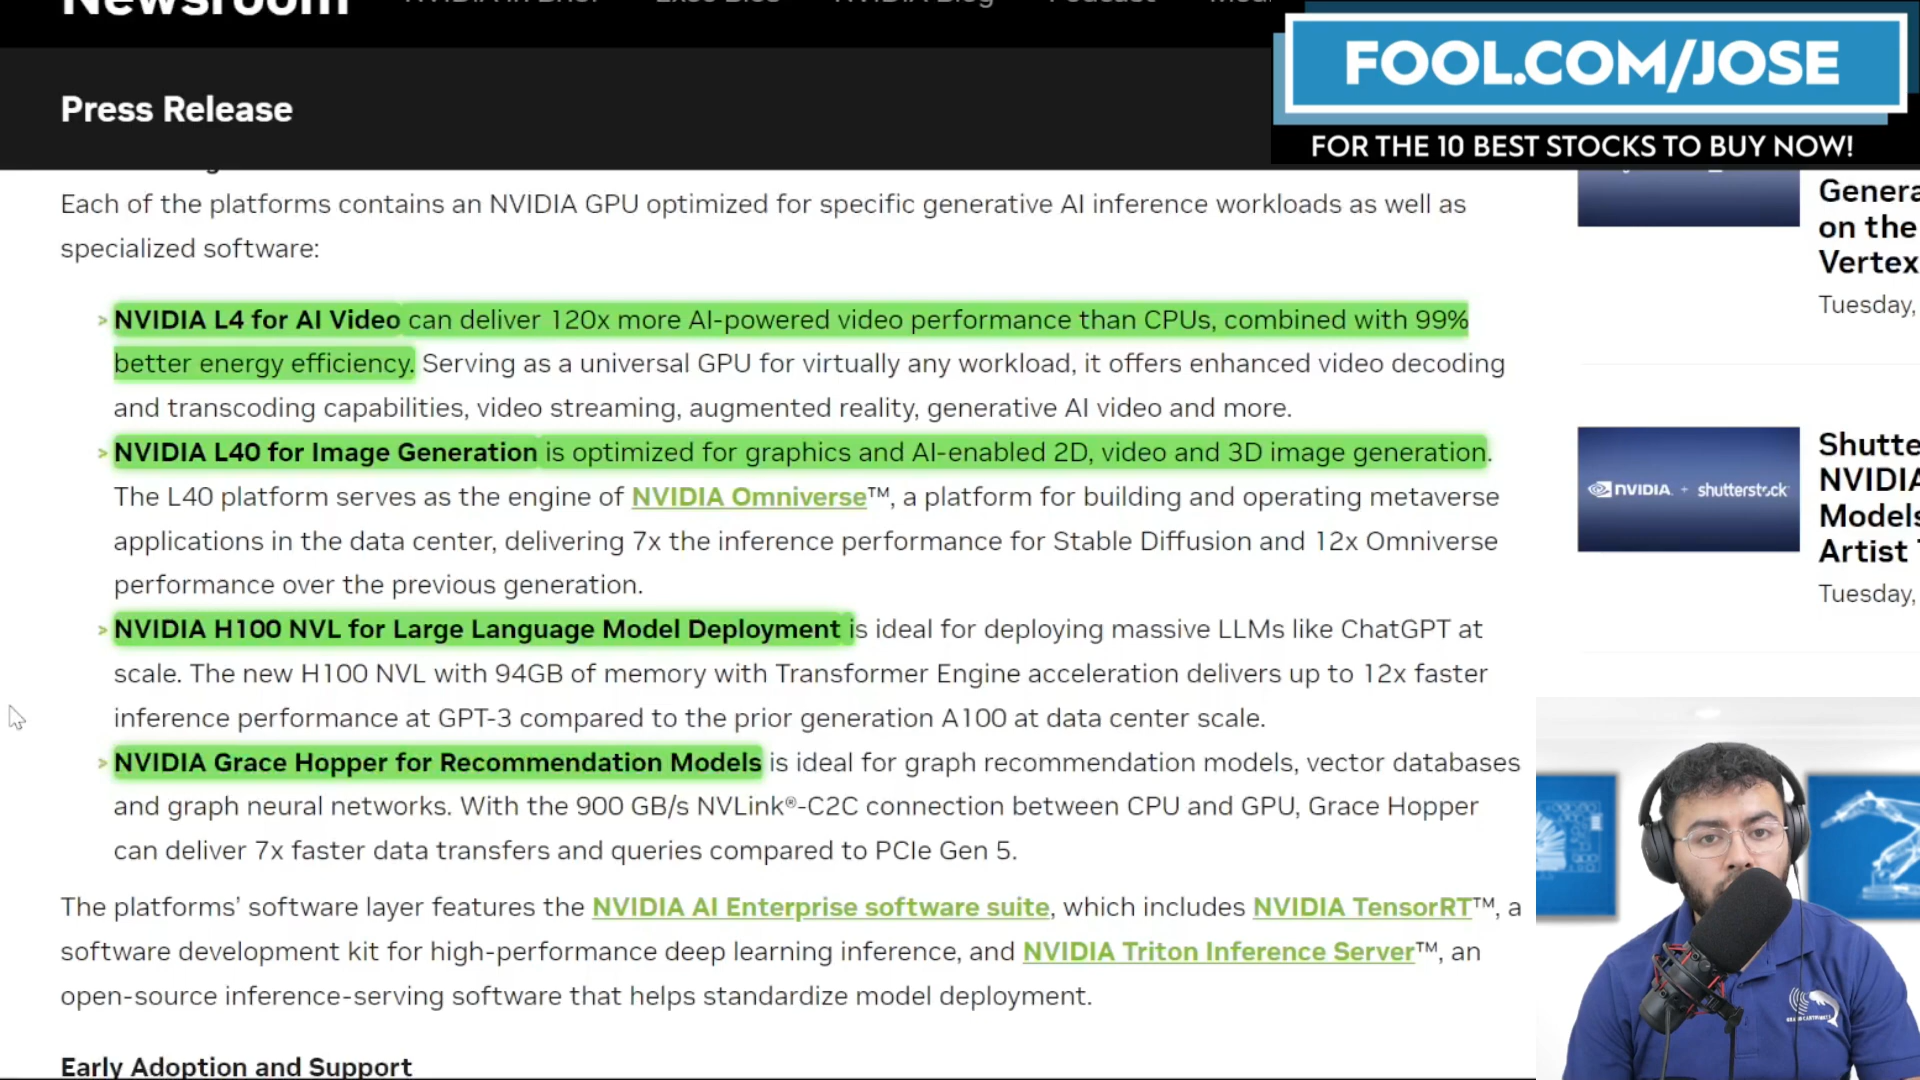 Newsroom
NVIDIA in Brief
Exec Bios
NVIDIA Blog
Podcast
FOOL.COM/JOSE
FOR THE 10 BEST STOCKS TO BUY NOW!
Press Release
Each of the platforms contains an NVIDIA GPU optimized for specific generative AI inference workloads as well as
specialized software:
> NVIDIA L4 for AI Video can deliver 120x more AI-powered video performance than CPUs, combined with 99%
better energy efficiency. Serving as a universal GPU for virtually any workload, it offers enhanced video decoding
and transcoding capabilities, video streaming, augmented reality, generative AI video and more.
> NVIDIA L40 for Image Generation is optimized for graphics and AI-enabled 2D, video and 3D image generation.
The L40 platform serves as the engine of NVIDIA Omniverse™, a platform for building and operating metaverse
applications in the data center, delivering 7x the inference performance for Stable Diffusion and 12x Omniverse
performance over the previous generation.
> NVIDIA H100 NVL for Large Language Model Deployment is ideal for deploying massive LLMs like ChatGPT at
scale. The new H100 NVL with 94GB of memory with Transformer Engine acceleration delivers up to 12x faster
inference performance at GPT-3 compared to the prior generation A100 at data center scale.
> NVIDIA Grace Hopper for Recommendation Models is ideal for graph recommendation models, vector databases
and graph neural networks. With the 900 GB/s NVLink®-C2C connection between CPU and GPU, Grace Hopper
can deliver 7x faster data transfers and queries compared to PCIe Gen 5.
The platforms' software layer features the NVIDIA AI Enterprise software suite, which includes NVIDIA TensorRT™, a
software development kit for high-performance deep learning inference, and NVIDIA Triton Inference Server™, an
open-source inference-serving software that helps standardize model deployment.
Early Adoption and Support
Genera
on the
Vertex
Tuesday,
NVIDIA + shutterstock
Shutte
NVIDIA
Models
Artist
Tuesday,